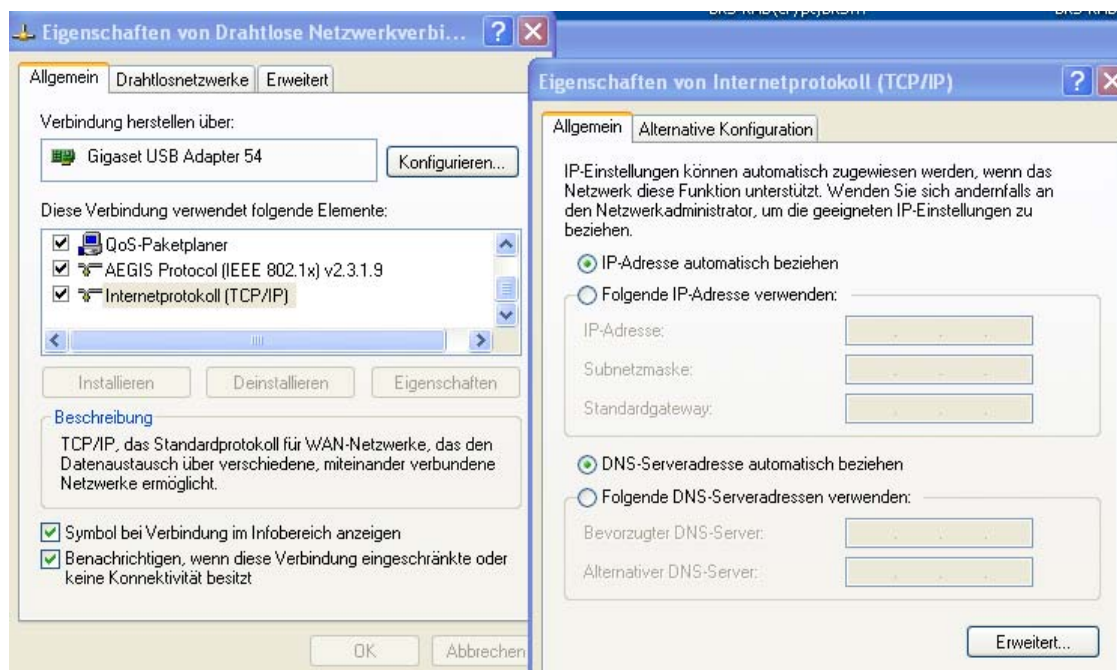 Eigenschaften von Drahtlose Netzwerkverbi...
Allgemein
Drahtlosnetzwerke
Erweitert
Verbindung herstellen über:
Gigaset USB Adapter 54
Konfigurieren...
Diese Verbindung verwendet folgende Elemente:
QoS-Paketplaner
AEGIS Protocol (IEEE 802.1x) v2.3.1.9
Internetprotokoll (TCP/IP)
Installieren
Deinstallieren
Eigenschaften
Beschreibung
TCP/IP, das Standardprotokoll für WAN-Netzwerke, das den
Datenaustausch über verschiedene, miteinander verbundene
Netzwerke ermöglicht.
Symbol bei Verbindung im Infobereich anzeigen
Benachrichtigen, wenn diese Verbindung eingeschränkte oder
keine Konnektivität besitzt
OK
Abbrechen
Eigenschaften von Internetprotokoll (TCP/IP)
Allgemein
Alternative Konfiguration
IP-Einstellungen können automatisch zugewiesen werden, wenn das
Netzwerk diese Funktion unterstützt. Wenden Sie sich andernfalls an
den Netzwerkadministrator, um die geeigneten IP-Einstellungen zu
beziehen.
IP-Adresse automatisch beziehen
Folgende IP-Adresse verwenden:
IP-Adresse:
Subnetzmaske:
Standardgateway:
DNS-Serveradresse automatisch beziehen
Folgende DNS-Serveradressen verwenden:
Bevorzugter DNS-Server:
Alternativer DNS-Server:
Erweitert...